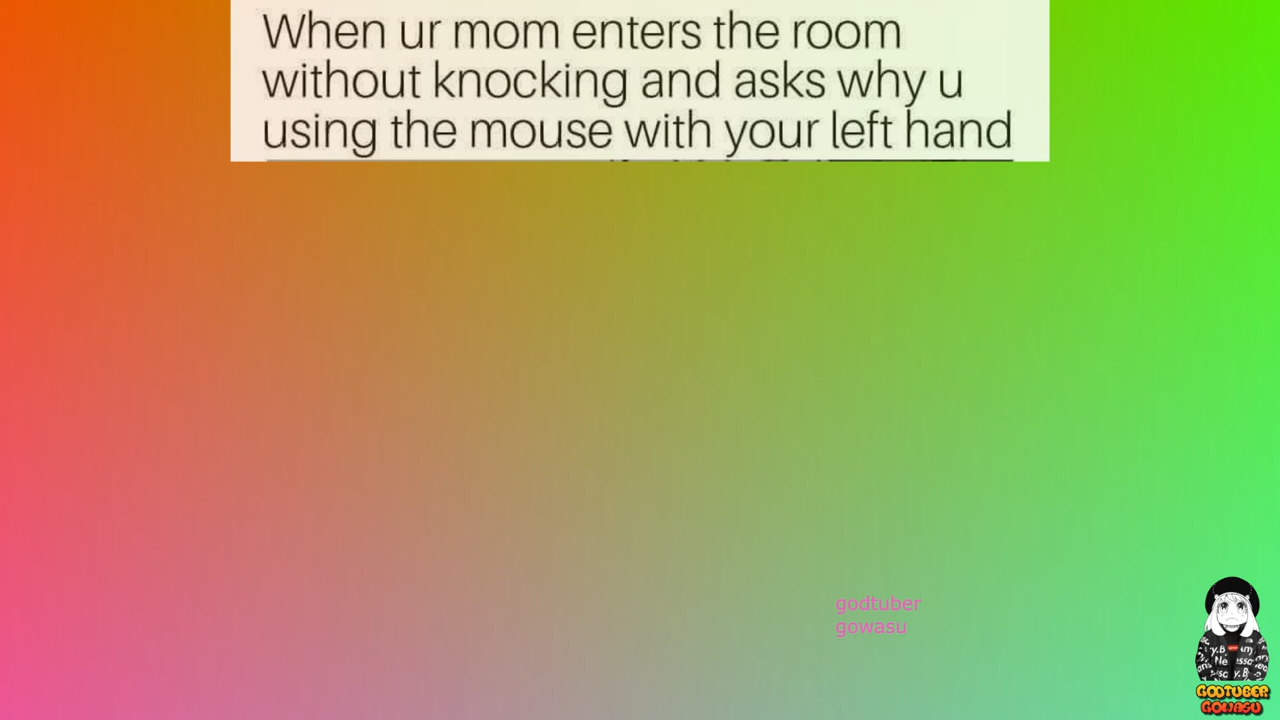 When ur mom enters the room
without knocking and asks why u
using the mouse with your left hand
godtuber
gowasu
GODTUBER
GOWASU